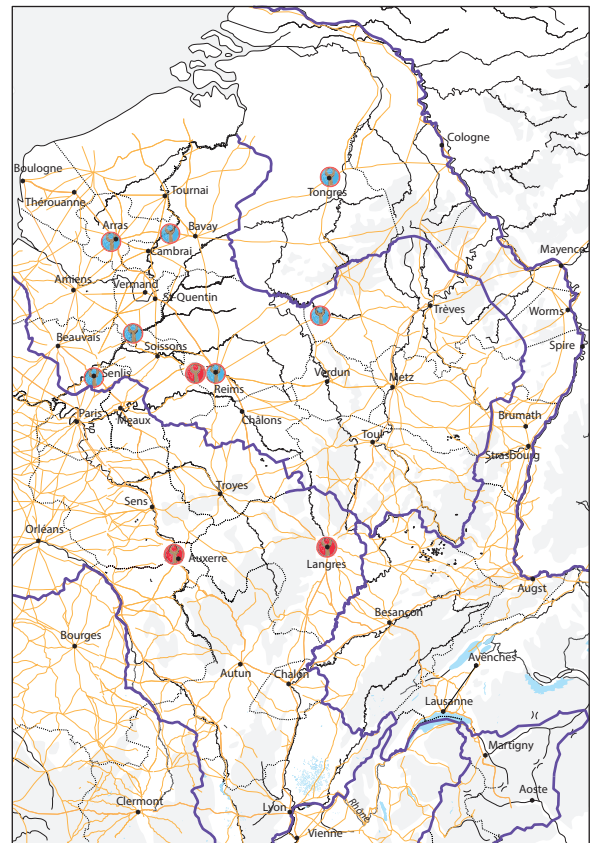 Cologne
Boulogne
Thérouanne
Tournai
Tongres
Arras
Bavay
Cambrai
Mayence
Amiens
Vermand
St-Quentin
Trèves
Worms
Beauvais
Soissons
Spire
Senlis
Verdun
Metz
Reims
Paris
Meaux
Châlons
Brumath
Toul
Strasbourg
Troyes
Sens
Orléans
Auxerre
Langres
Augst
Besançon
Bourges
Avenches
Autun
Chalon
Lausanne
Martigny
Aoste
Clermont
Lyon
Rhône
Vienne